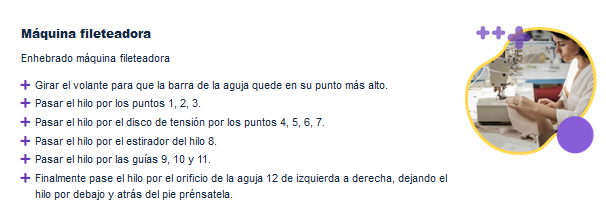 Máquina fileteadora
Enhebrado máquina fileteadora
Girar el volante para que la barra de la aguja quede en su punto más alto.
Pasar el hilo por los puntos 1, 2, 3.
Pasar el hilo por el disco de tensión por los puntos 4, 5, 6, 7.
Pasar el hilo por el estirador del hilo 8.
Pasar el hilo por las guías 9, 10 y 11.
Finalmente pase el hilo por el orificio de la aguja 12 de izquierda a derecha, dejando el
hilo por debajo y atrás del pie prénsatela.